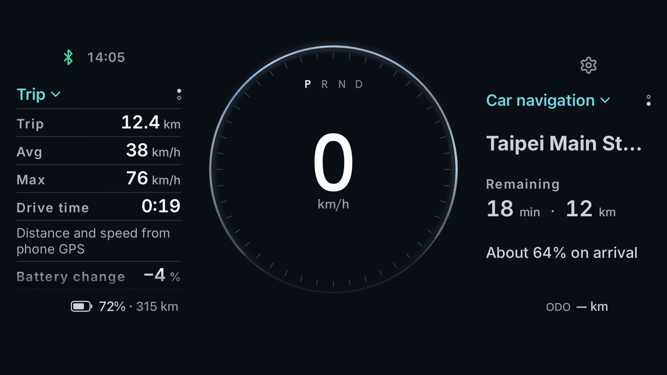 14:05
Trip
Trip 12.4 km
Avg 38 km/h
Max 76 km/h
Drive time 0:19
Distance and speed from
phone GPS
Battery change −4 %
72% · 315 km
P R N D
0
km/h
Car navigation
Taipei Main St...
Remaining
18 min · 12 km
About 64% on arrival
ODO — km